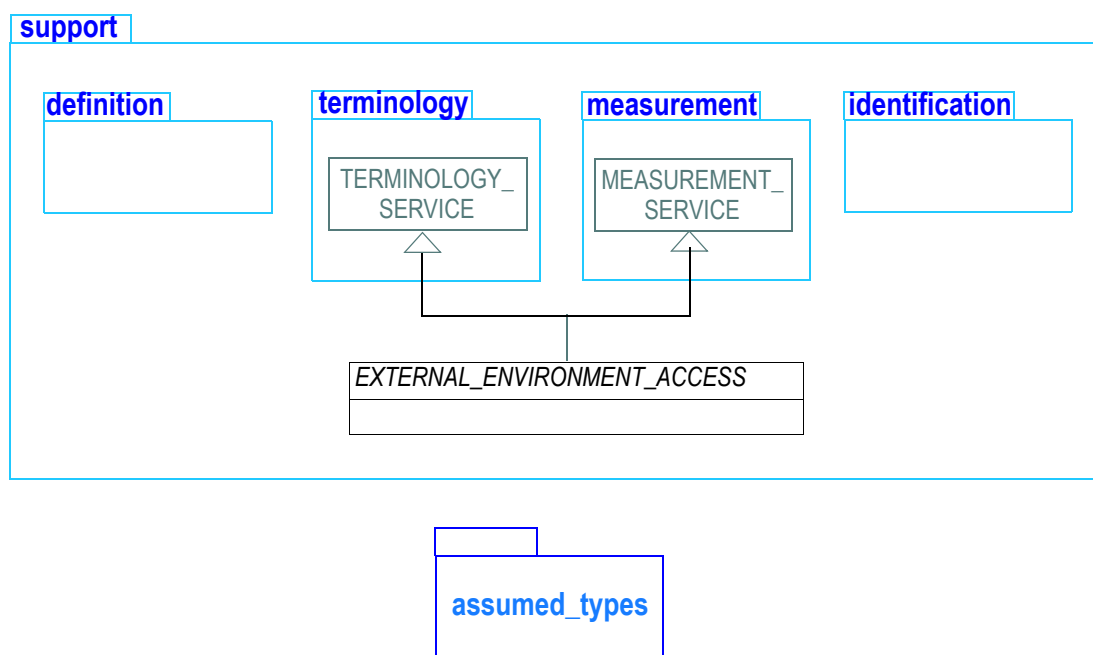 support
definition
terminology
measurement
identification
TERMINOLOGY_
SERVICE
MEASUREMENT_
SERVICE
EXTERNAL_ENVIRONMENT_ACCESS
assumed_types